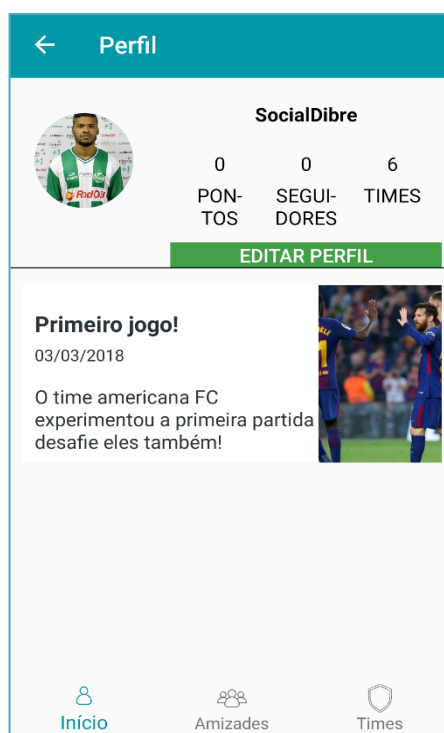 Perfil
SocialDibre
0 0 6
PON- SEGUI- TIMES
TOS DORES
EDITAR PERFIL
Primeiro jogo!
03/03/2018
O time americana FC
experimentou a primeira partida
desafie eles também!
Início Amizades Times